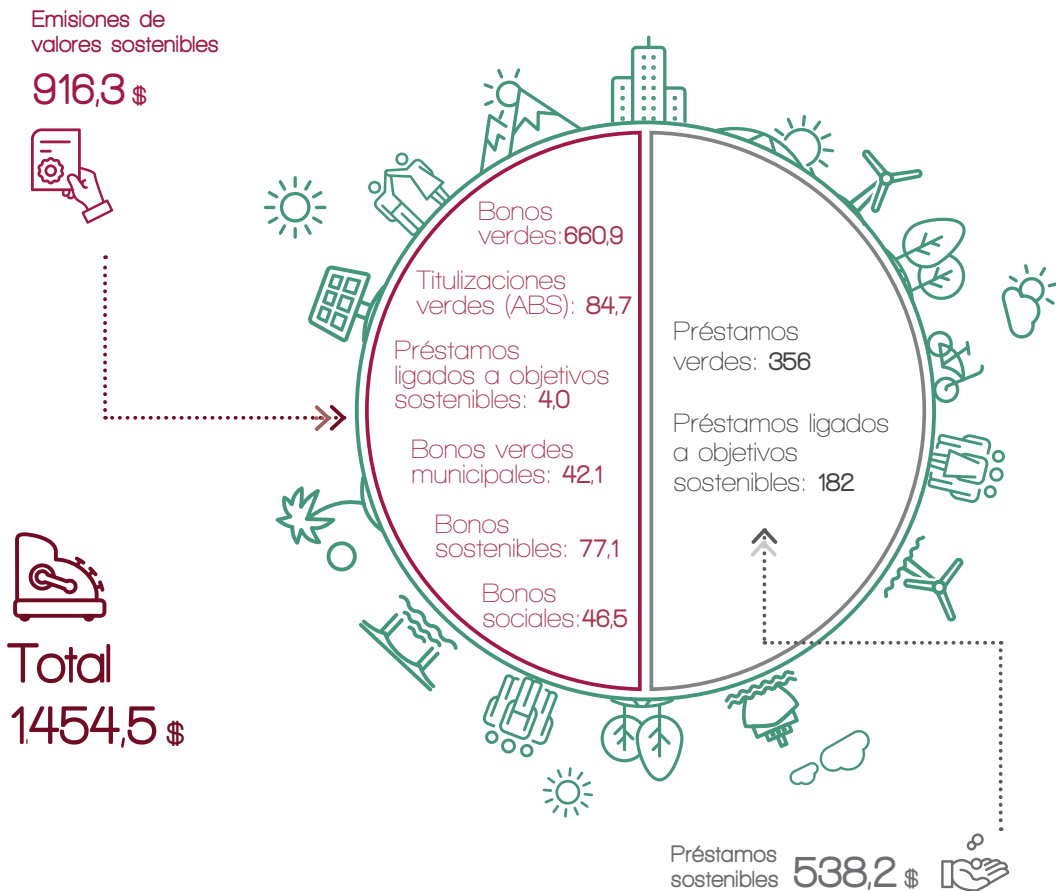 Emisiones de
valores sostenibles
916,3 $
Bonos
verdes:660,9
Titulizaciones
verdes (ABS): 84,7
Préstamos
ligados a objetivos
sostenibles: 4,0
Bonos verdes
municipales: 42,1
Bonos
sostenibles: 77,1
Bonos
sociales:46,5
Préstamos
verdes: 356
Préstamos ligados
a objetivos
sostenibles: 182
Total
1.454,5 $
Préstamos
sostenibles 538,2 $